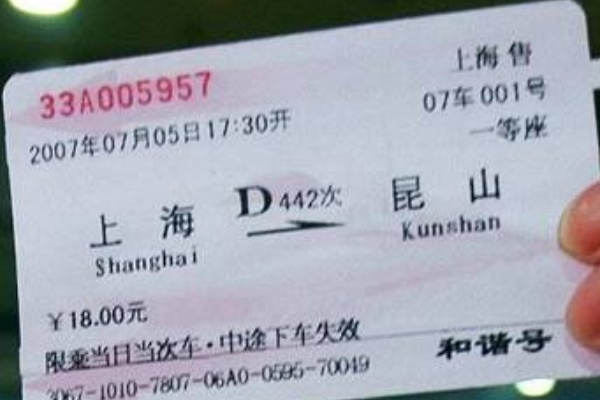 33A005957
上海售
2007年07月05日17:30开
07车001号
一等座
上海
D442次
昆山
Shanghai
Kunshan
¥18.00元
限乘当日当次车·中途下车失效
和谐号
3067-1010-7807-06A0-0595-70049